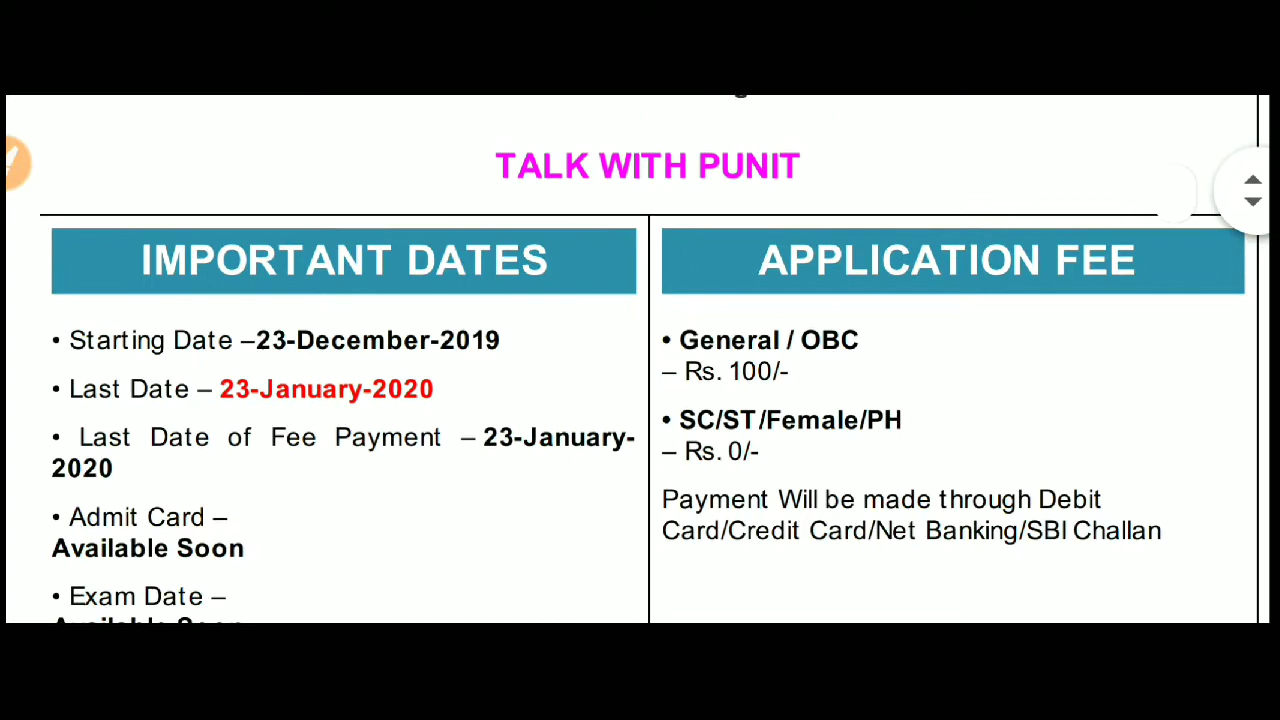 TALK WITH PUNIT
IMPORTANT DATES
• Starting Date –23-December-2019
• Last Date – 23-January-2020
• Last Date of Fee Payment – 23-January-
2020
• Admit Card –
Available Soon
• Exam Date –
Available Soon
APPLICATION FEE
• General / OBC
– Rs. 100/-
• SC/ST/Female/PH
– Rs. 0/-
Payment Will be made through Debit
Card/Credit Card/Net Banking/SBI Challan